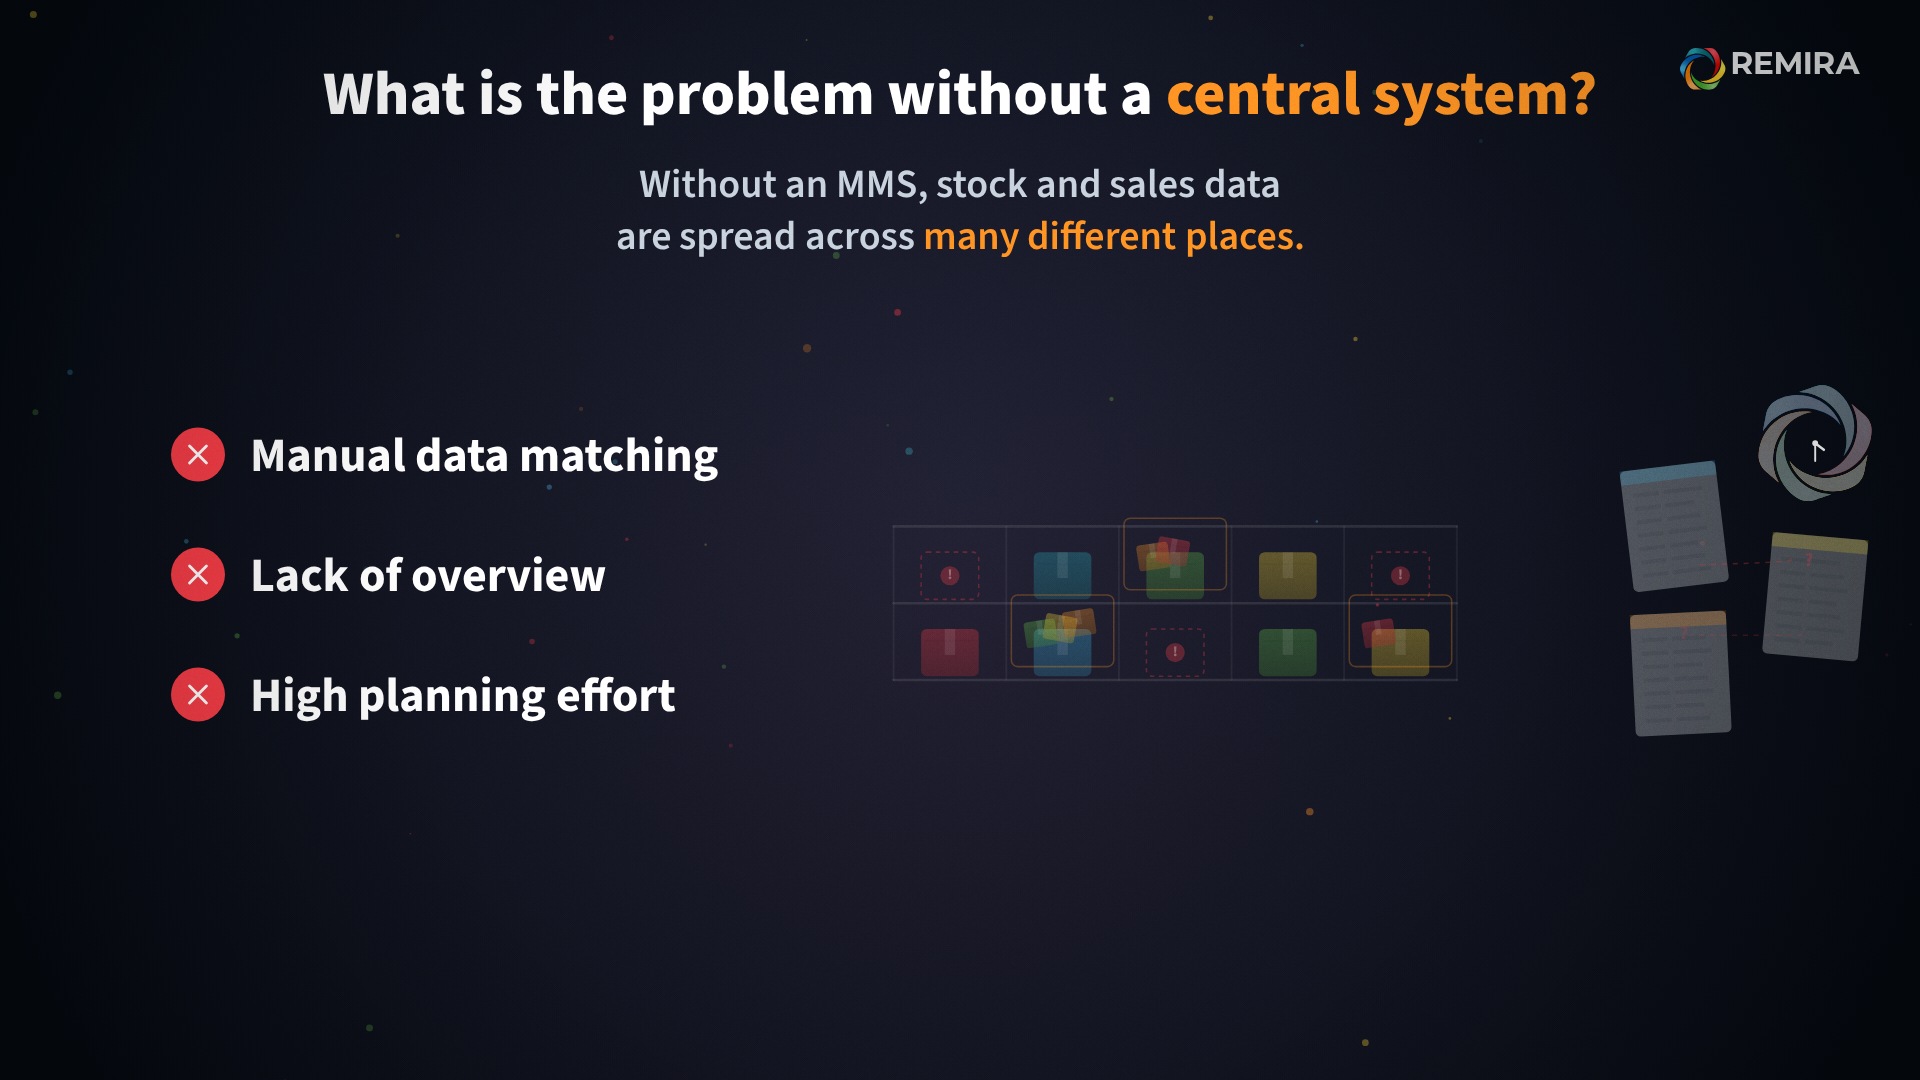 What is the problem without a central system?
REMIRA
Without an MMS, stock and sales data
are spread across many different places.
Manual data matching
Lack of overview
High planning effort